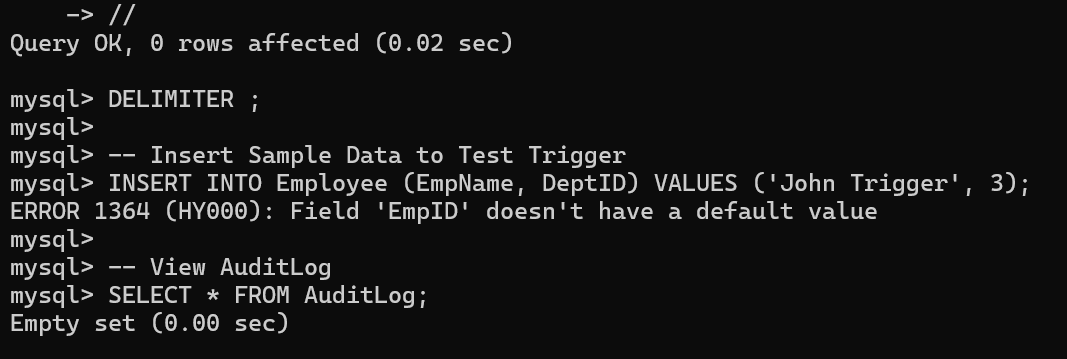 -> //
Query OK, 0 rows affected (0.02 sec)
mysql> DELIMITER ;
mysql>
mysql> -- Insert Sample Data to Test Trigger
mysql> INSERT INTO Employee (EmpName, DeptID) VALUES ('John Trigger', 3);
ERROR 1364 (HY000): Field 'EmpID' doesn't have a default value
mysql>
mysql> -- View AuditLog
mysql> SELECT * FROM AuditLog;
Empty set (0.00 sec)